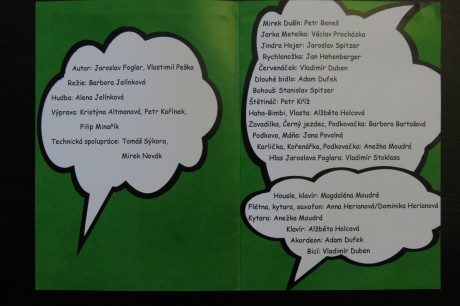 Autor: Jaroslav Foglar, Vlastimil Peška
Režie: Barbora Jelínková
Hudba: Alena Jelínková
Výprava: Kristýna Altmanová, Petr Kořínek,
Filip Minařík
Technická spolupráce: Tomáš Sýkora,
Mirek Novák
Mirek Dušín: Petr Beneš
Jarka Metelka: Václav Procházka
Jindra Hojer: Jaroslav Spitzer
Rychlonožka: Jan Hahenberger
Červenáček: Vladimír Duben
Dlouhé bidlo: Adam Dufek
Bohouš: Stanislav Spitzer
Štětináč: Petr Kříž
Haha-Bimbi, Vlasta: Alžběta Holcová
Zavadilka, Černý jezdec, Podkovačka: Barbora Bartošová
Podkova, Máňa: Jana Povolná
Karlička, Kořenářka, Podkovačka: Anežka Moudrá
Hlas Jaroslava Foglara: Vladimír Stoklasa
Housle, klavír: Magdaléna Moudrá
Flétna, kytara, saxofon: Anna Herianová/Dominika Herianová
Kytara: Anežka Moudrá
Klavír: Alžběta Holcová
Akordeon: Adam Dufek
Bicí: Vladimír Duben